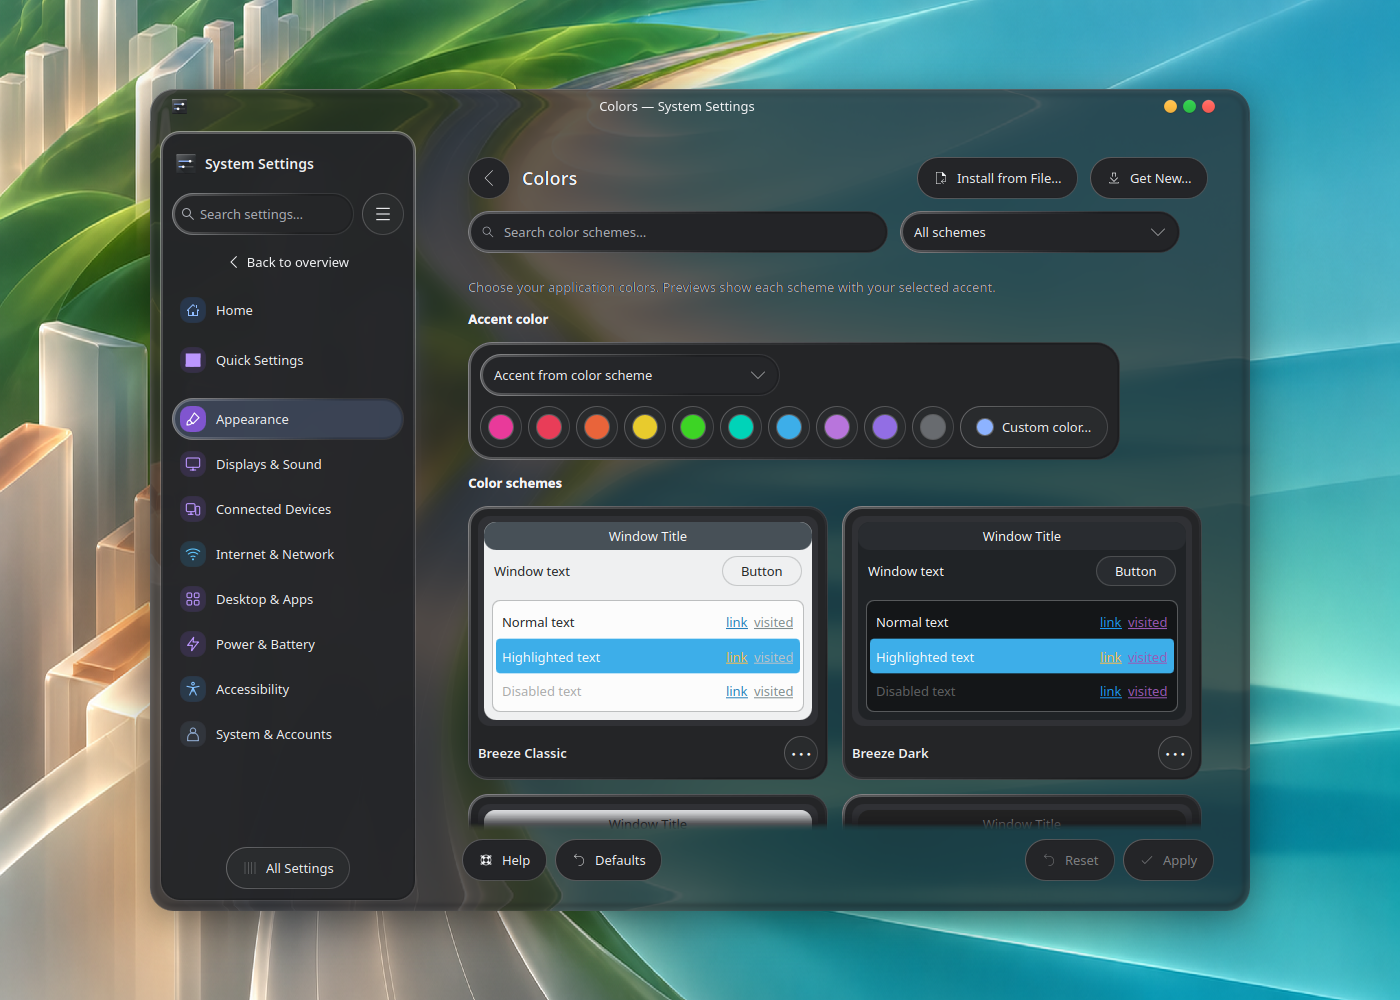 Colors — System Settings
System Settings
Search settings...
Back to overview
Home
Quick Settings
Appearance
Displays & Sound
Connected Devices
Internet & Network
Desktop & Apps
Power & Battery
Accessibility
System & Accounts
All Settings
Colors
Install from File...
Get New...
Search color schemes...
All schemes
Choose your application colors. Previews show each scheme with your selected accent.
Accent color
Accent from color scheme
Custom color...
Color schemes
Window Title
Window text
Button
Normal text link visited
Highlighted text link visited
Disabled text link visited
Breeze Classic
Window Title
Window text
Button
Normal text link visited
Highlighted text link visited
Disabled text link visited
Breeze Dark
Window Title
Window Title
Help
Defaults
Reset
Apply